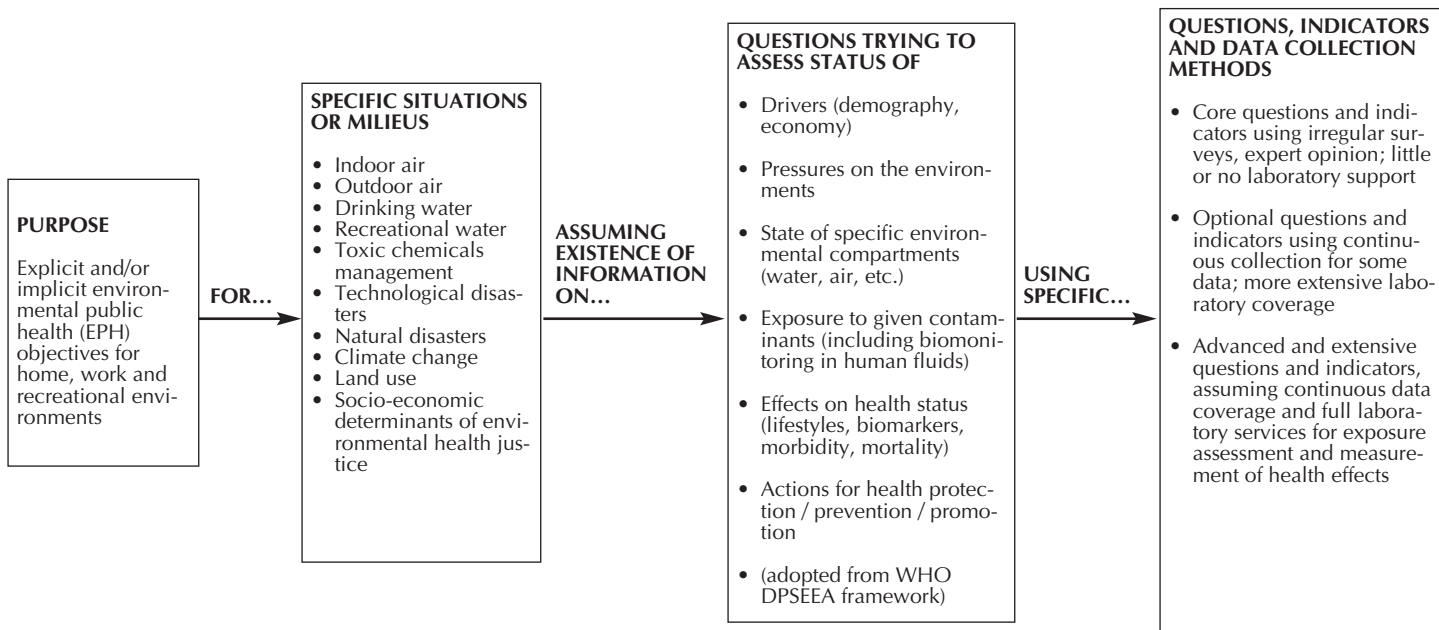 PURPOSE
Explicit and/or
implicit environ-
mental public
health (EPH)
objectives for
home, work and
recreational envi-
ronments
FOR…
SPECIFIC SITUATIONS
OR MILIEUS
• Indoor air
• Outdoor air
• Drinking water
• Recreational water
• Toxic chemicals
management
• Technological disas-
ters
• Natural disasters
• Climate change
• Land use
• Socio-economic
determinants of envi-
ronmental health jus-
tice
ASSUMING
EXISTENCE OF
INFORMATION
ON…
QUESTIONS TRYING TO
ASSESS STATUS OF
• Drivers (demography,
economy)
• Pressures on the environ-
ments
• State of specific environ-
mental compartments
(water, air, etc.)
• Exposure to given contam-
inants (including biomoni-
toring in human fluids)
• Effects on health status
(lifestyles, biomarkers,
morbidity, mortality)
• Actions for health protec-
tion / prevention / promo-
tion
• (adopted from WHO
DPSEEA framework)
USING
SPECIFIC…
QUESTIONS, INDICATORS
AND DATA COLLECTION
METHODS
• Core questions and indi-
cators using irregular sur-
veys, expert opinion; little
or no laboratory support
• Optional questions and
indicators using continu-
ous collection for some
data; more extensive labo-
ratory coverage
• Advanced and extensive
questions and indicators,
assuming continuous data
coverage and full labora-
tory services for exposure
assessment and measure-
ment of health effects